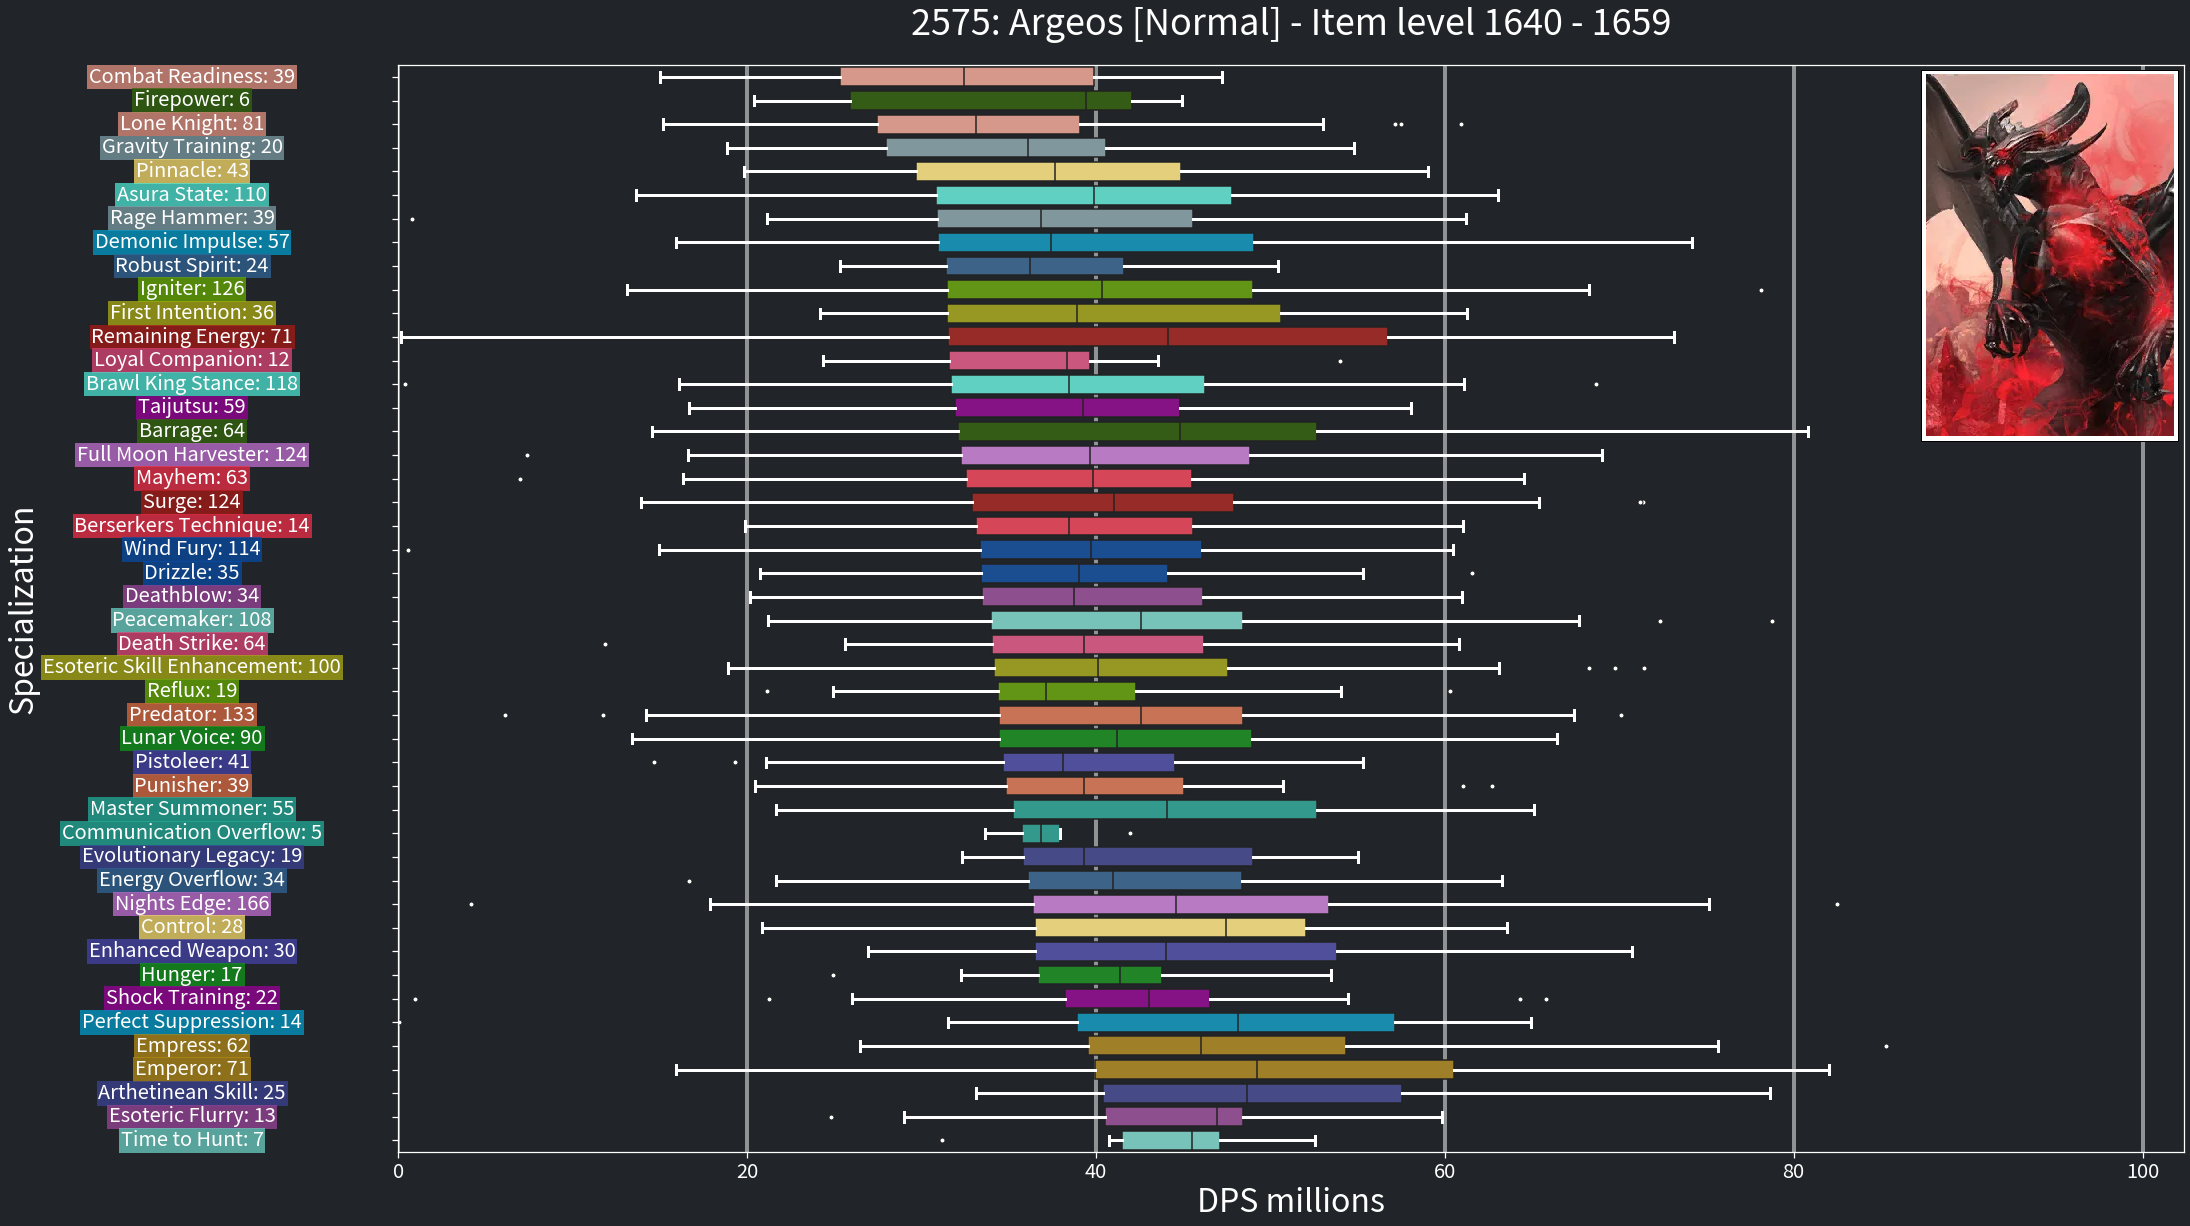 2575: Argeos [Normal] - Item level 1640 - 1659
Combat Readiness: 39
Firepower: 6
Lone Knight: 81
Gravity Training: 20
Pinnacle: 43
Asura State: 110
Rage Hammer: 39
Demonic Impulse: 57
Robust Spirit: 24
Igniter: 126
First Intention: 36
Remaining Energy: 71
Loyal Companion: 12
Brawl King Stance: 118
Taijutsu: 59
Barrage: 64
Full Moon Harvester: 124
Mayhem: 63
Surge: 124
Berserkers Technique: 14
Wind Fury: 114
Drizzle: 35
Deathblow: 34
Peacemaker: 108
Death Strike: 64
Esoteric Skill Enhancement: 100
Reflux: 19
Predator: 133
Lunar Voice: 90
Pistoleer: 41
Punisher: 39
Master Summoner: 55
Communication Overflow: 5
Evolutionary Legacy: 19
Energy Overflow: 34
Nights Edge: 166
Control: 28
Enhanced Weapon: 30
Hunger: 17
Shock Training: 22
Perfect Suppression: 14
Empress: 62
Emperor: 71
Arthetinean Skill: 25
Esoteric Flurry: 13
Time to Hunt: 7
Specialization
0 20 40 60 80 100
DPS millions